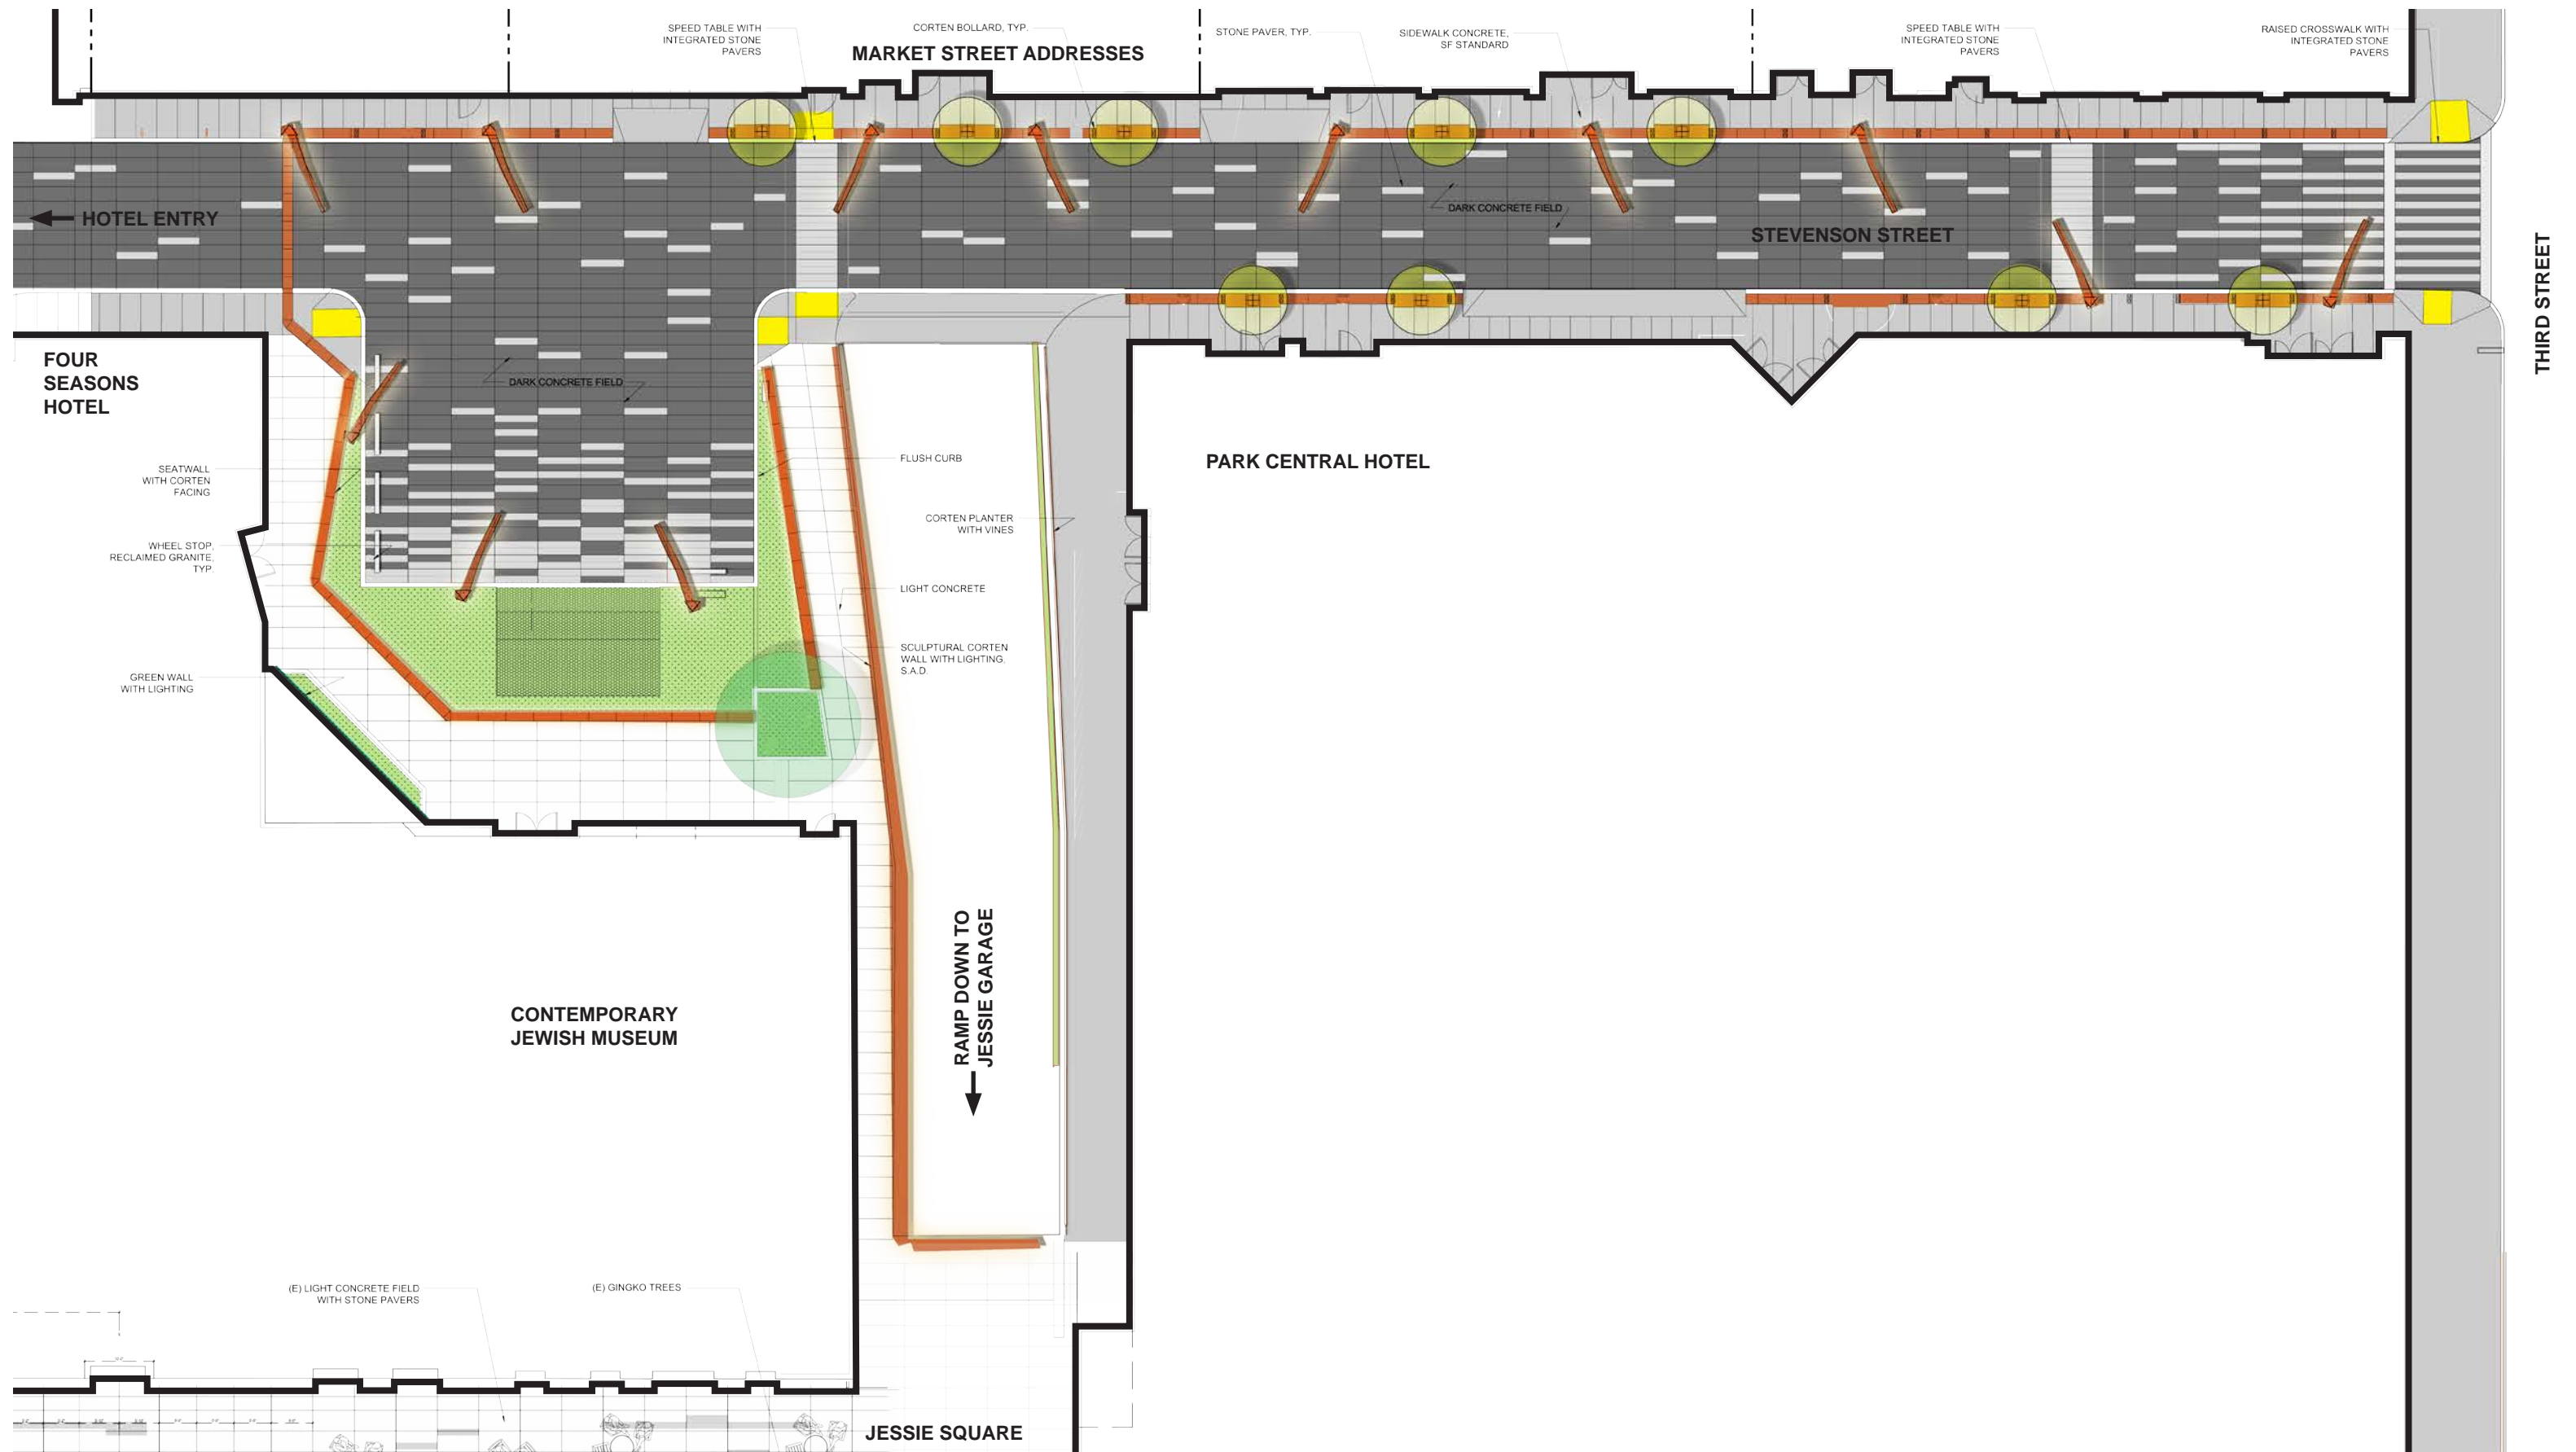 SPEED TABLE WITH
INTEGRATED STONE
PAVERS
CORTEN BOLLARD, TYP.
MARKET STREET ADDRESSES
STONE PAVER, TYP.
SIDEWALK CONCRETE,
SF STANDARD
SPEED TABLE WITH
INTEGRATED STONE
PAVERS
RAISED CROSSWALK WITH
INTEGRATED STONE
PAVERS
HOTEL ENTRY
DARK CONCRETE FIELD
STEVENSON STREET
THIRD STREET
FOUR
SEASONS
HOTEL
DARK CONCRETE FIELD
SEATWALL
WITH CORTEN
FACING
FLUSH CURB
PARK CENTRAL HOTEL
CORTEN PLANTER
WITH VINES
WHEEL STOP,
RECLAIMED GRANITE,
TYP.
LIGHT CONCRETE
SCULPTURAL CORTEN
WALL WITH LIGHTING,
S.A.D.
GREEN WALL
WITH LIGHTING
RAMP DOWN TO
JESSIE GARAGE
CONTEMPORARY
JEWISH MUSEUM
(E) LIGHT CONCRETE FIELD
WITH STONE PAVERS
(E) GINGKO TREES
JESSIE SQUARE